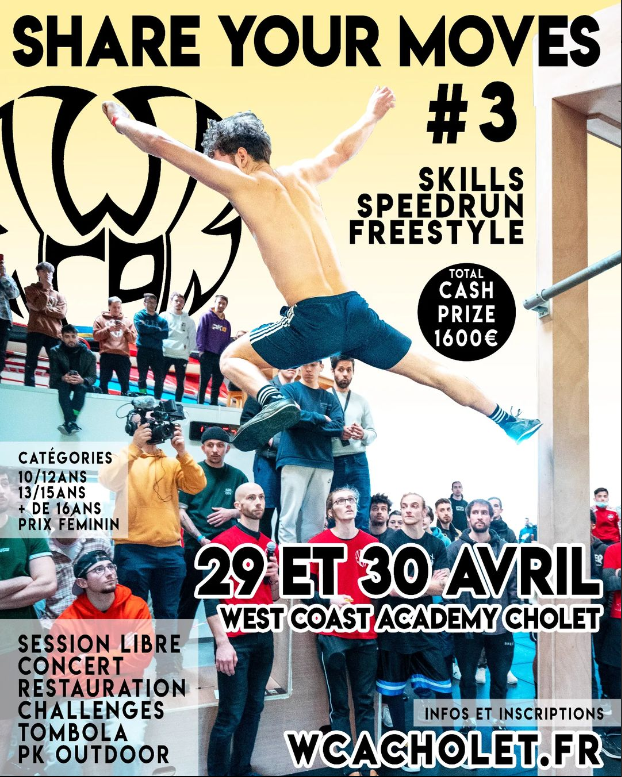 SHARE YOUR MOVES
#3
SKILLS
SPEEDRUN
FREESTYLE
TOTAL
CASH
PRIZE
1600€
CATÉGORIES
10/12ANS
13/15ANS
+ DE 16ANS
PRIX FEMININ
29 ET 30 AVRIL
WEST COAST ACADEMY CHOLET
SESSION LIBRE
CONCERT
RESTAURATION
CHALLENGES
TOMBOLA
PK OUTDOOR
INFOS ET INSCRIPTIONS
WCACHOLET.FR